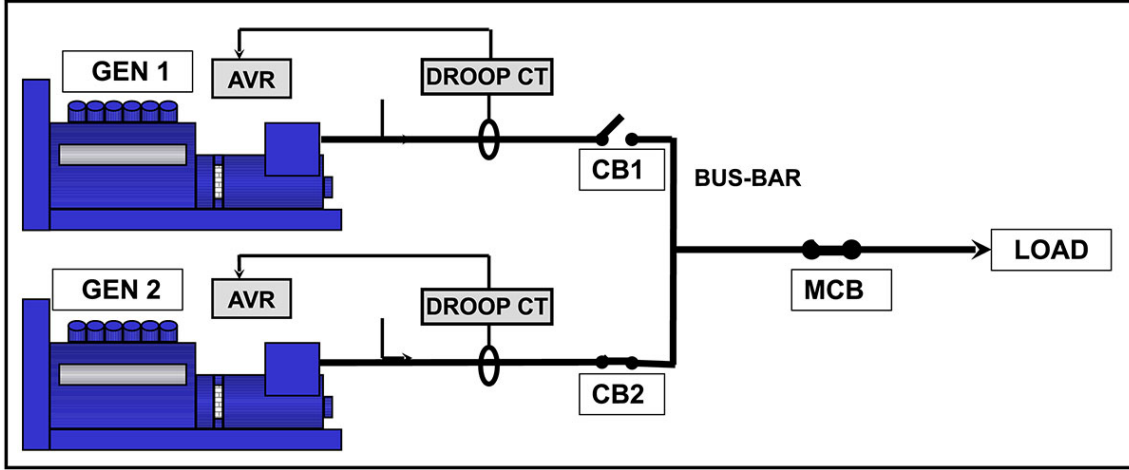 GEN 1
AVR
DROOP CT
CB1
BUS-BAR
LOAD
MCB
GEN 2
AVR
DROOP CT
CB2